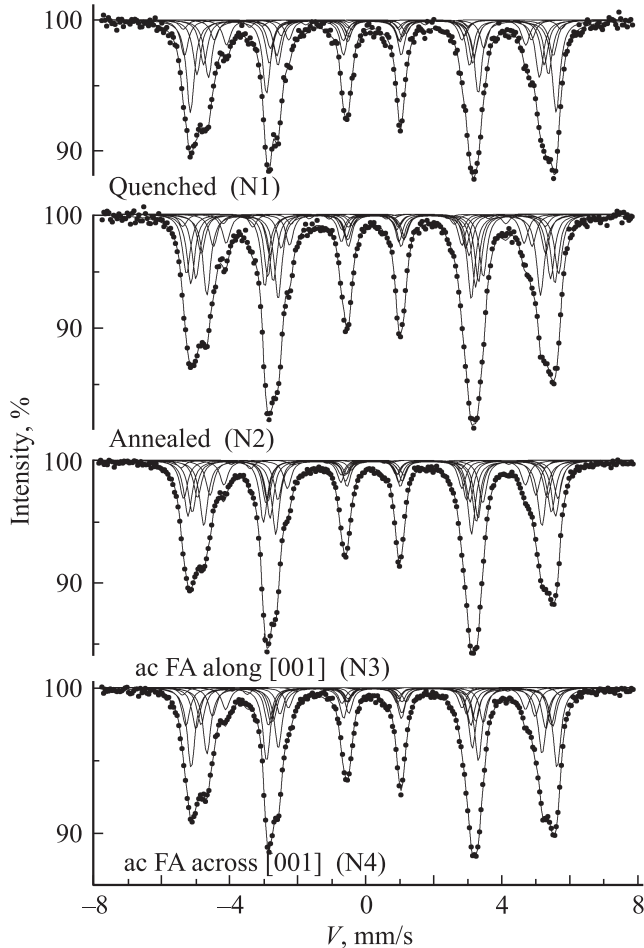 100
90
Quenched (N1)
100
90
Annealed (N2)
Intensity, %
100
90
ac FA along [001] (N3)
100
90
ac FA across [001] (N4)
–8 –4 0 4 8
V, mm/s